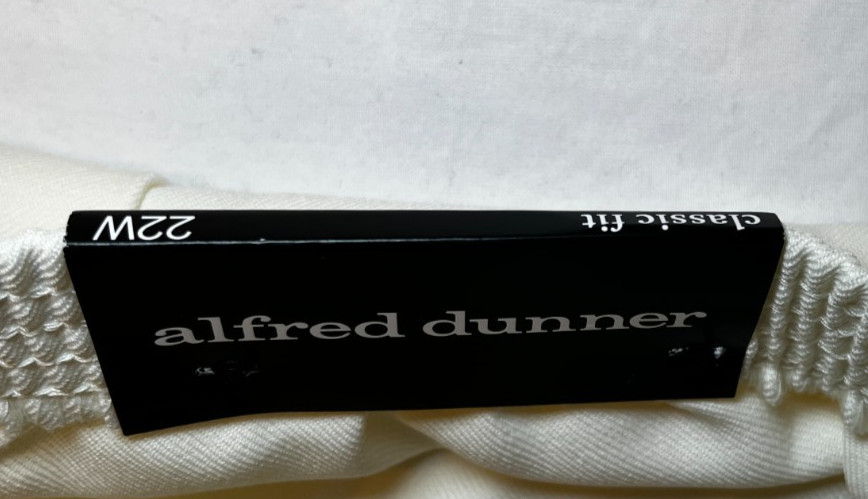 22W classic fit
alfred dunner